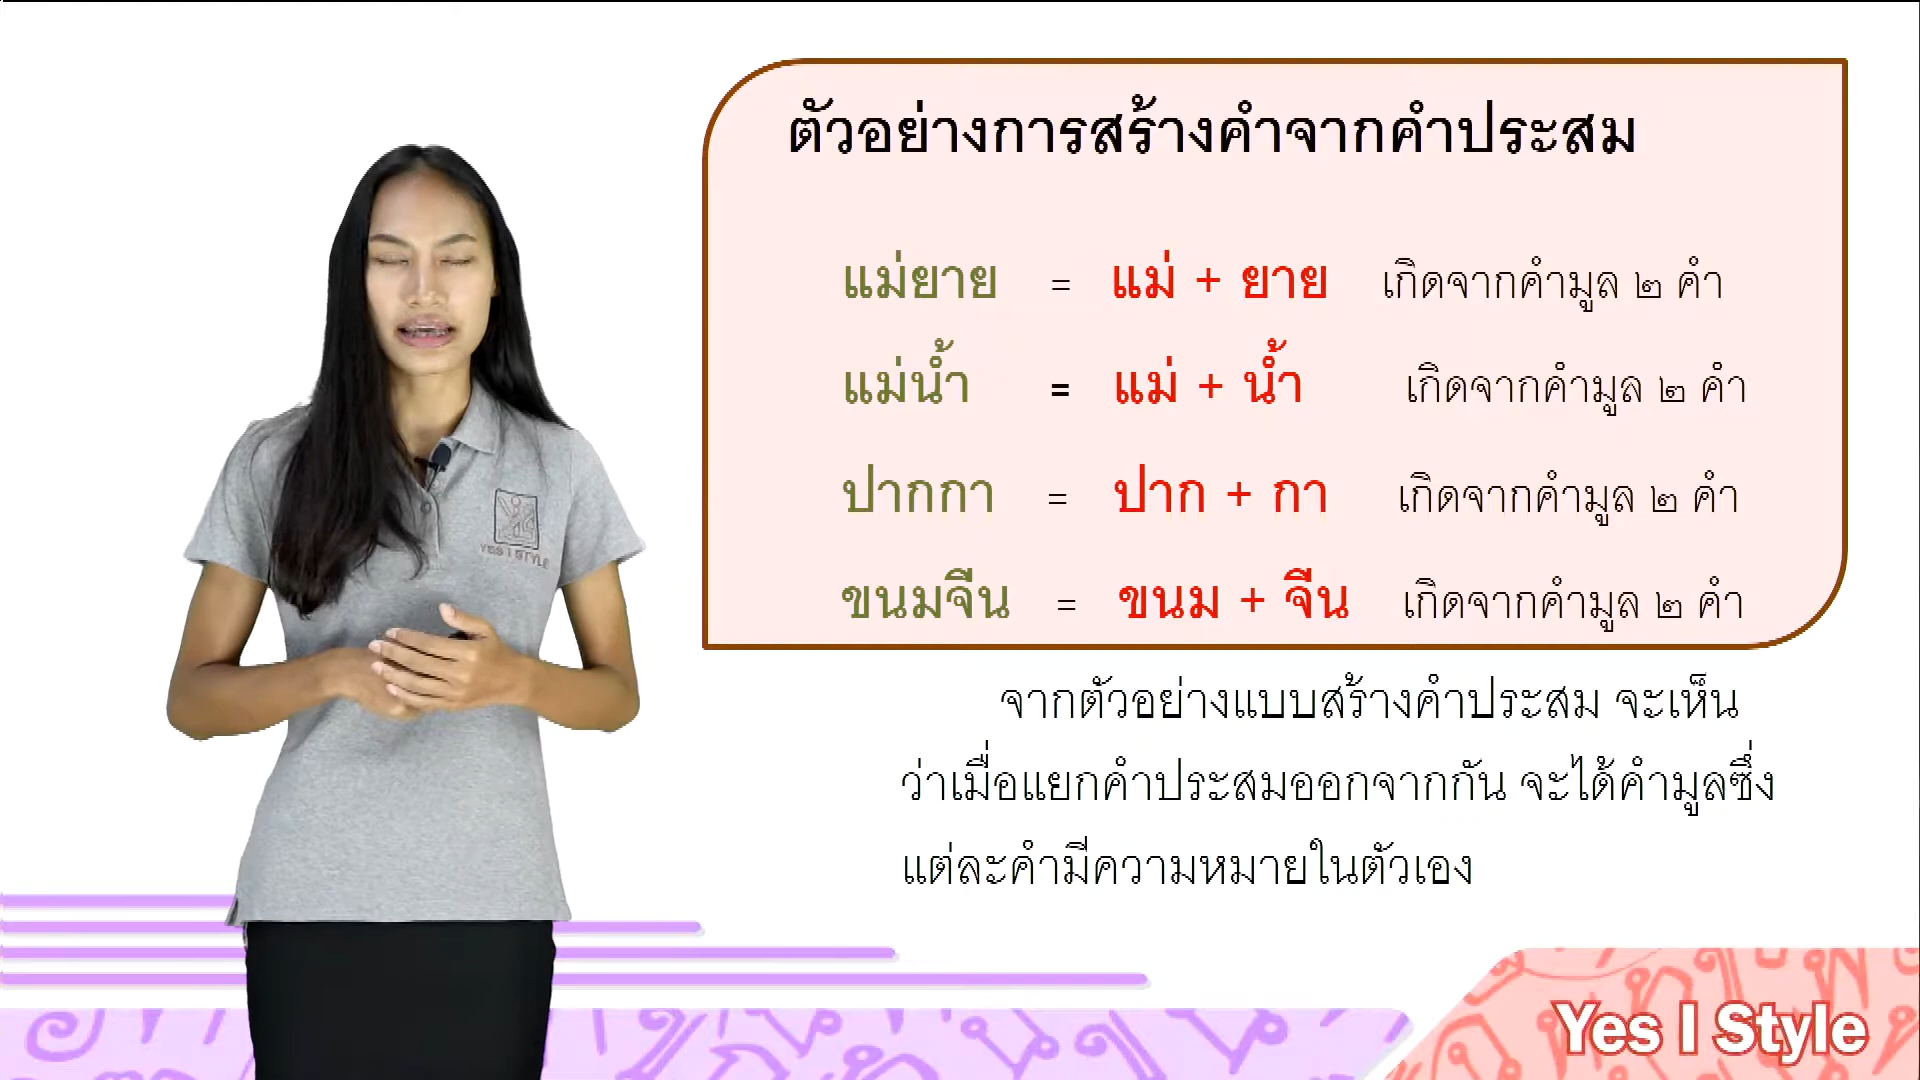 ตัวอย่างการสร้างคำจากคำประสม
แม่ยาย = แม่ + ยาย เกิดจากคำมูล ๒ คำ
แม่น้ำ = แม่ + น้ำ เกิดจากคำมูล ๒ คำ
ปากกา = ปาก + กา เกิดจากคำมูล ๒ คำ
ขนมจีน = ขนม + จีน เกิดจากคำมูล ๒ คำ
จากตัวอย่างแบบสร้างคำประสม จะเห็น
ว่าเมื่อแยกคำประสมออกจากกัน จะได้คำมูลซึ่ง
แต่ละคำมีความหมายในตัวเอง
YES I STYLE
Yes I Style